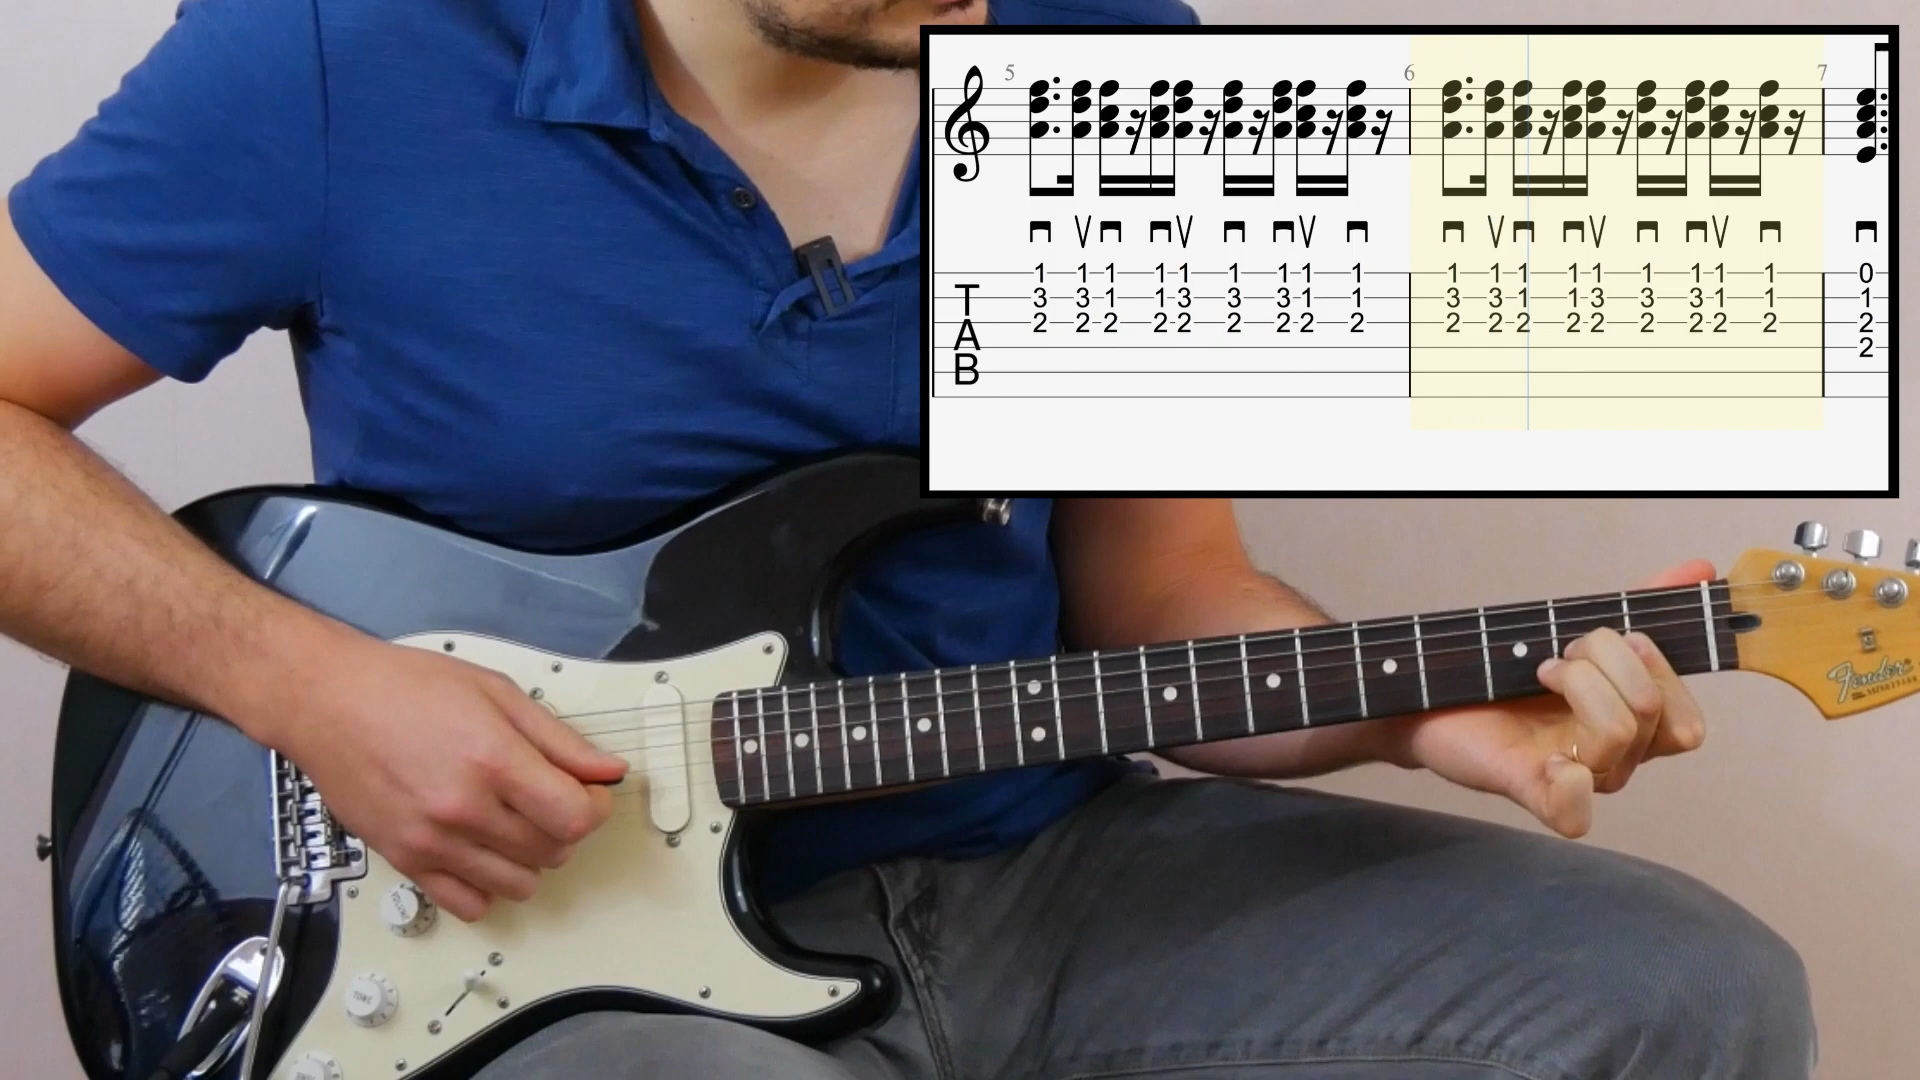 5 6 7
1 1 1 1 1 1 1 1 1 1 1 1 1 1 1 1 1 1 0
T 3 3 1 1 3 3 3 1 1 3 3 1 1 3 3 3 1 1 1
A 2 2 2 2 2 2 2 2 2 2 2 2 2 2 2 2 2 2 2
2
B
Fender
VOLUME
TONE